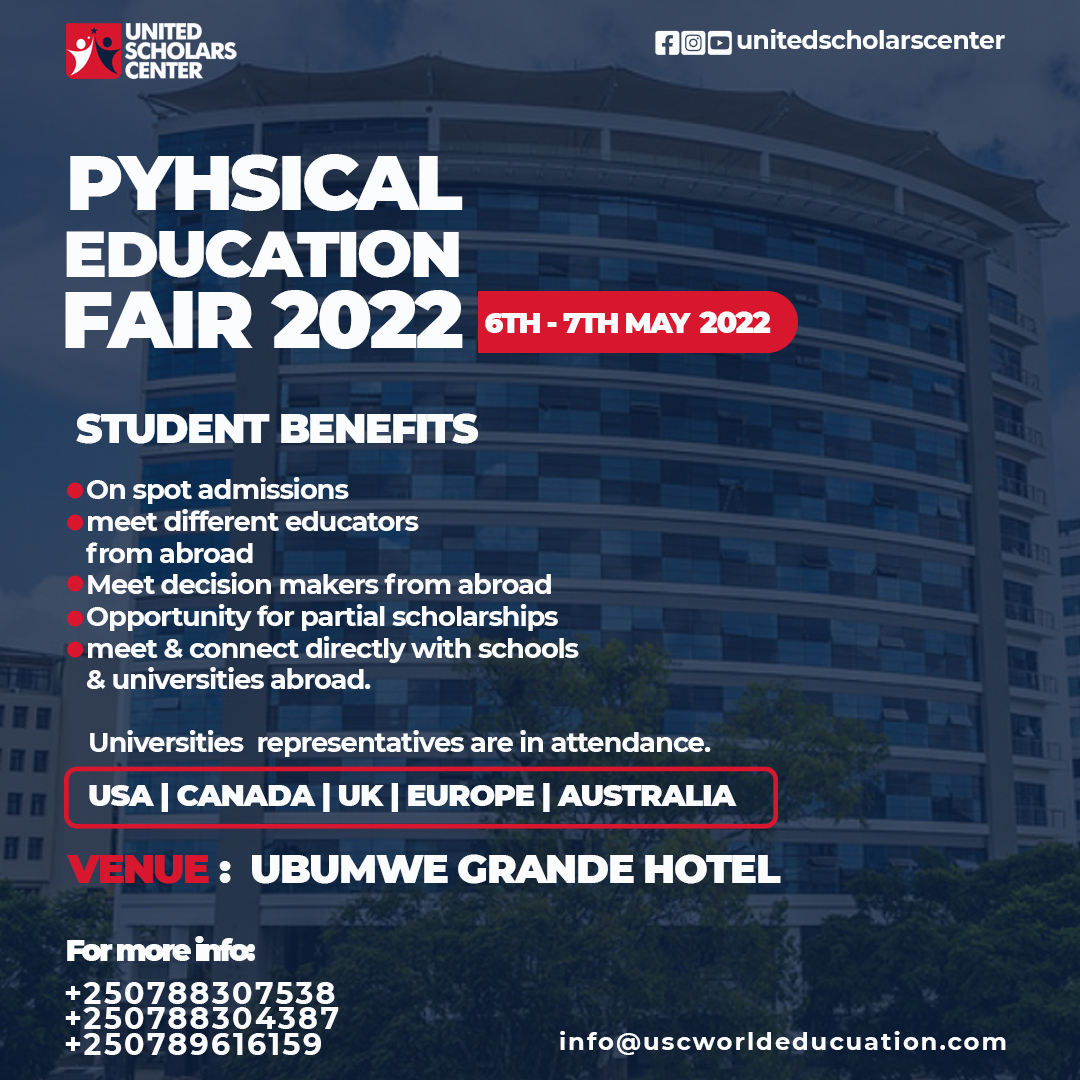 UNITED
SCHOLARS
CENTER
unitedscholarscenter
PYHSICAL
EDUCATION
FAIR 2022
6TH - 7TH MAY 2022
STUDENT BENEFITS
On spot admissions
meet different educators
from abroad
Meet decision makers from abroad
Opportunity for partial scholarships
meet & connect directly with schools
& universities abroad.
Universities representatives are in attendance.
USA | CANADA | UK | EUROPE | AUSTRALIA
VENUE : UBUMWE GRANDE HOTEL
For more info:
+250788307538
+250788304387
+250789616159
info@uscworldeducuation.com